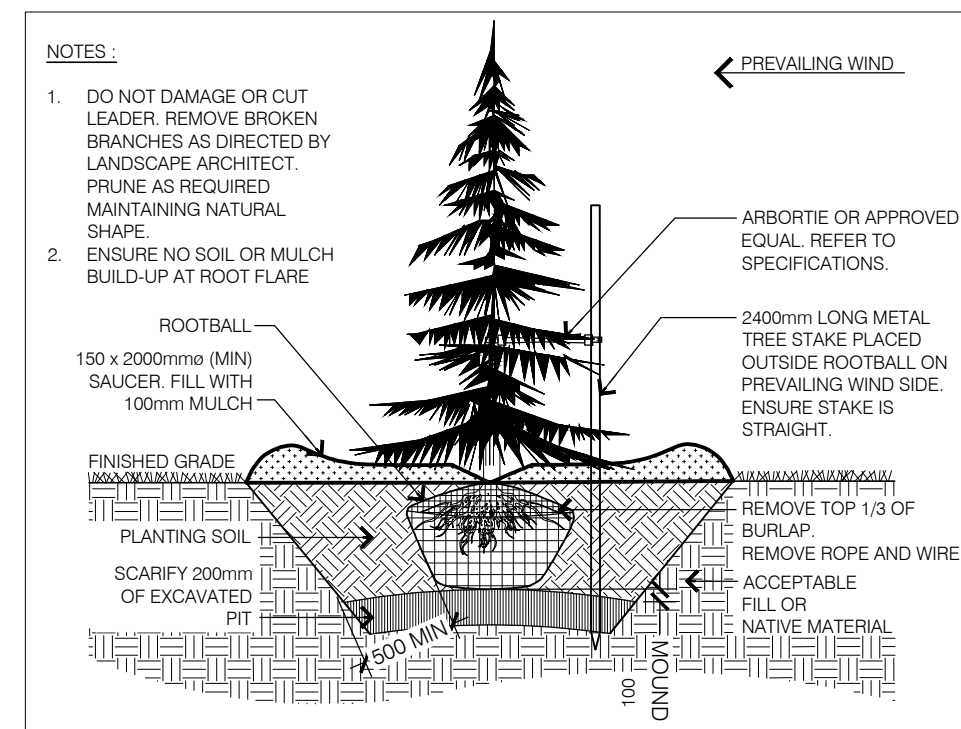 NOTES :
1. DO NOT DAMAGE OR CUT
LEADER. REMOVE BROKEN
BRANCHES AS DIRECTED BY
LANDSCAPE ARCHITECT.
PRUNE AS REQUIRED
MAINTAINING NATURAL
SHAPE.
2. ENSURE NO SOIL OR MULCH
BUILD-UP AT ROOT FLARE
PREVAILING WIND
ROOTBALL
150 x 2000mmø (MIN)
SAUCER. FILL WITH
100mm MULCH
FINISHED GRADE
PLANTING SOIL
SCARIFY 200mm
OF EXCAVATED
PIT
500 MIN
ARBORTIE OR APPROVED
EQUAL. REFER TO
SPECIFICATIONS.
2400mm LONG METAL
TREE STAKE PLACED
OUTSIDE ROOTBALL ON
PREVAILING WIND SIDE.
ENSURE STAKE IS
STRAIGHT.
REMOVE TOP 1/3 OF
BURLAP.
REMOVE ROPE AND WIRE
ACCEPTABLE
FILL OR
NATIVE MATERIAL
MOUND
100